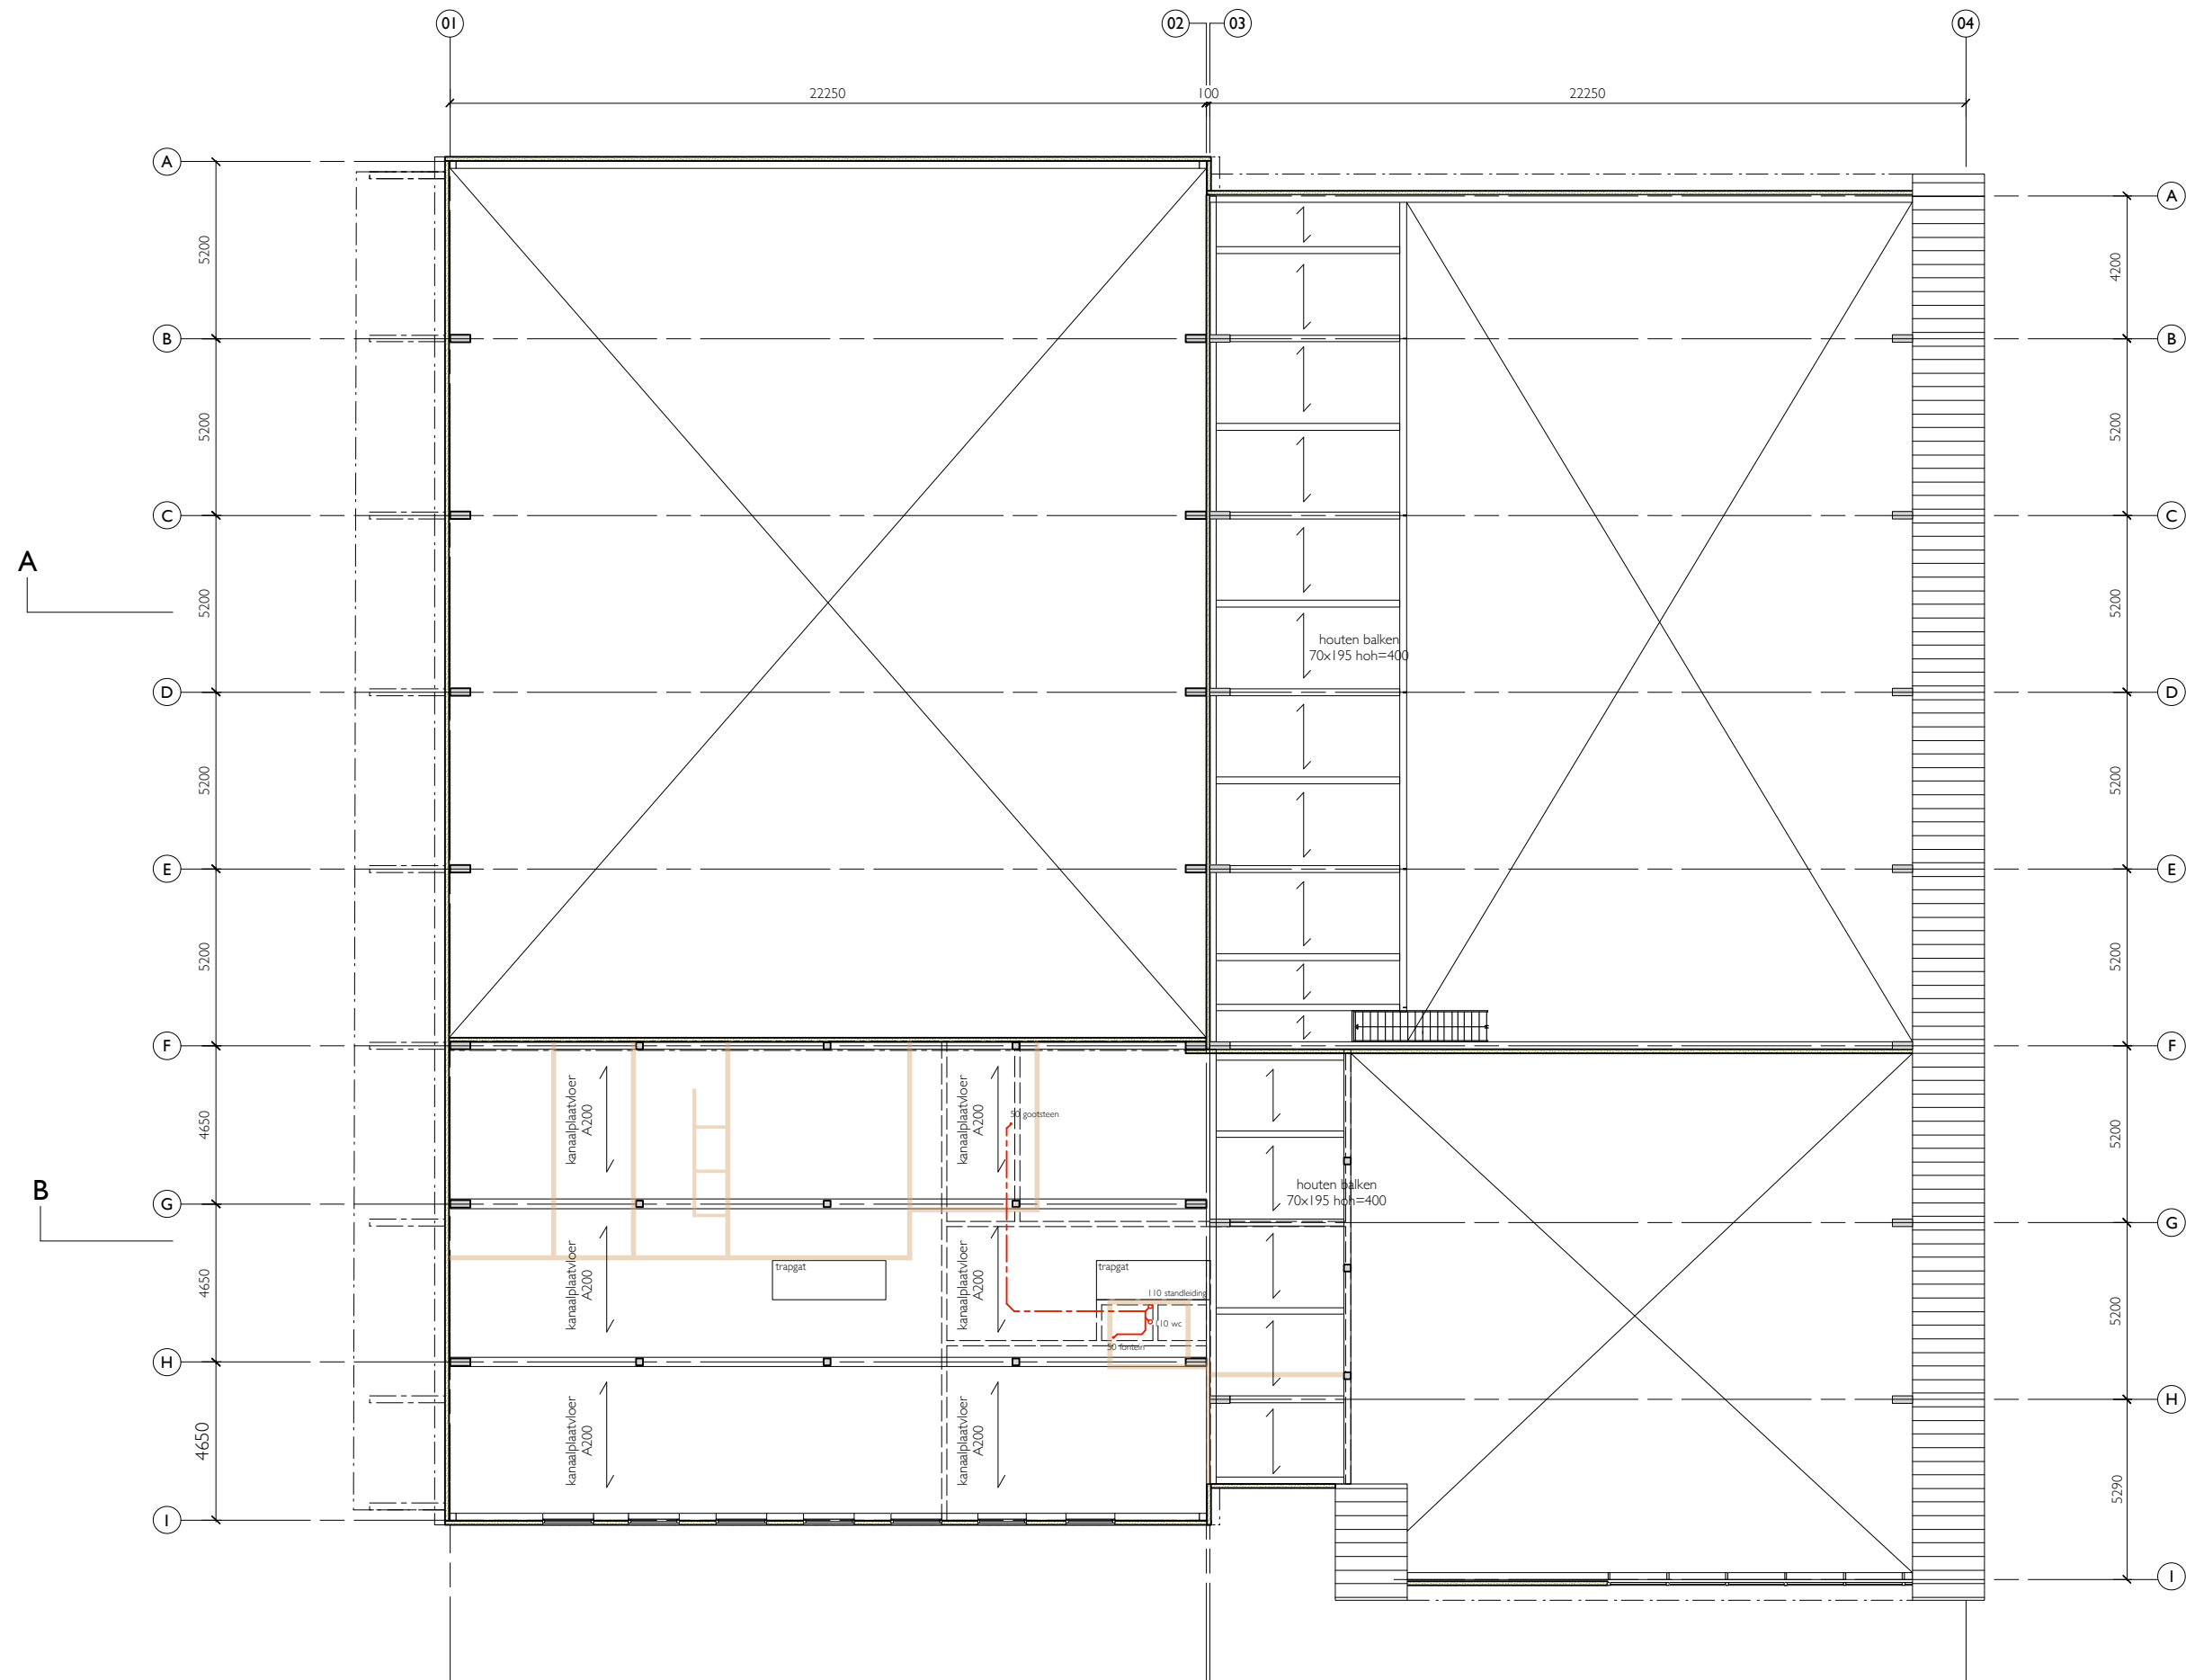 01
02
03
04
22250
100
22250
A
A
5200
4200
B
B
5200
5200
C
C
A
5200
5200
houten balken
70x195 hoh=400
D
D
5200
5200
E
E
5200
5200
F
F
4650
kanaalplaatvloer
A200
kanaalplaatvloer
A200
50 gootsteen
5200
B
G
houten balken
70x195 hoh=400
G
4650
kanaalplaatvloer
A200
trapgat
kanaalplaatvloer
A200
trapgat
110 standleiding
110 wc
50 fontein
5200
H
H
4650
kanaalplaatvloer
A200
kanaalplaatvloer
A200
5290
I
I